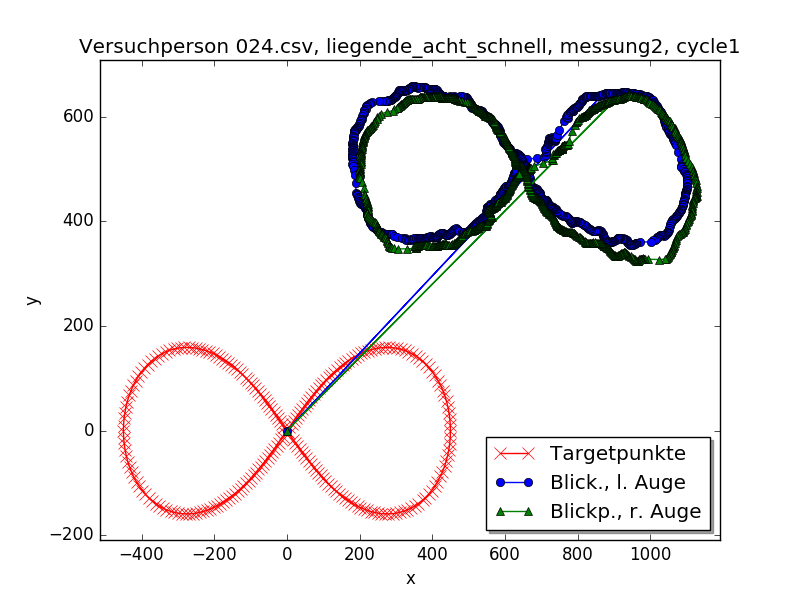 Versuchperson 024.csv, liegende_acht_schnell, messung2, cycle1
600
400
200
0
−200
y
−400
−200
0
200
400
600
800
1000
x
Targetpunkte
Blick., l. Auge
Blickp., r. Auge